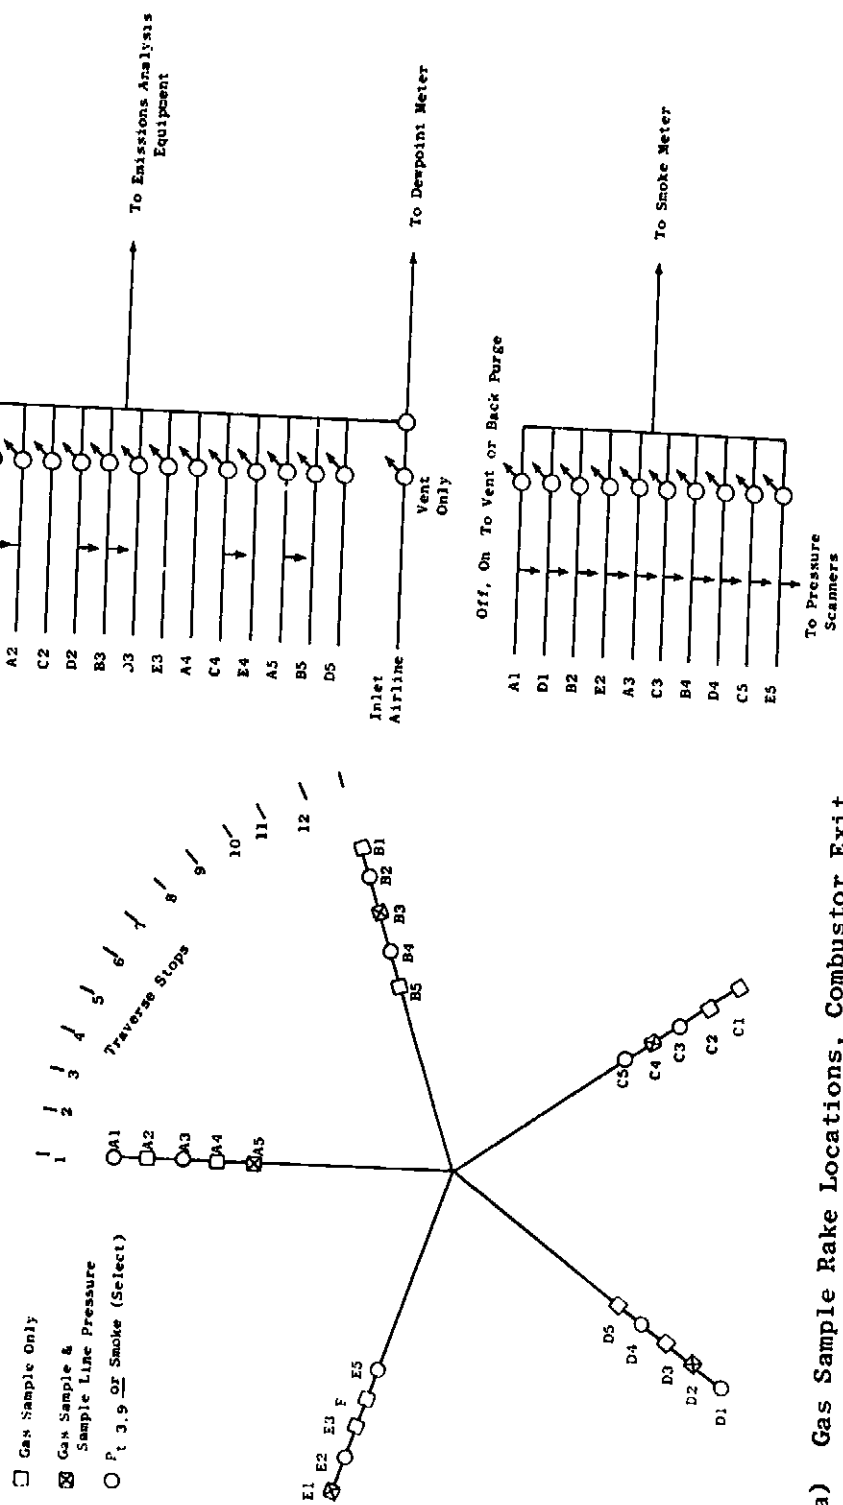 Gas Sample Only
Gas Sample &
Sample Line Pressure
Pt 3.9 or Smoke (Select)
1
2
3
4
5
6
7
8
9
10
11
12
Traverse Stops
A1
A2
A3
A4
A5
B1
B2
B3
B4
B5
C5
C4
C3
C2
C1
D5
D4
D3
D2
D1
E1
E2
E3
F
E5
A2
C2
D2
B3
D3
E3
A4
C4
E4
A5
B5
D5
Inlet
Airline
Vent
Only
To Emissions Analysis
Equipment
To Dewpoint Meter
Off, On To Vent or Back Purge
A1
D1
B2
E2
A3
C3
B4
D4
C5
E5
To Smoke Meter
To Pressure
Scanners
a) Gas Sample Rake Locations, Combustor Exit